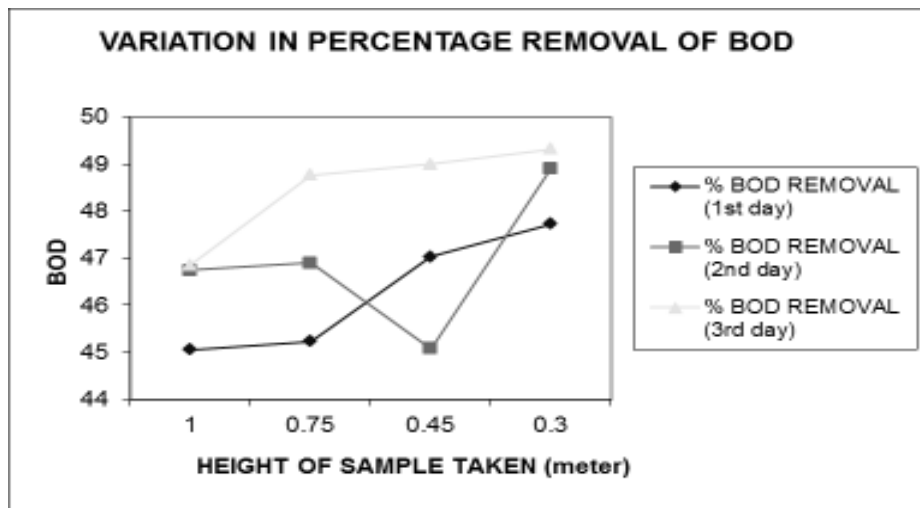 VARIATION IN PERCENTAGE REMOVAL OF BOD
50
49
48
47
46
45
44
BOD
1 0.75 0.45 0.3
HEIGHT OF SAMPLE TAKEN (meter)
% BOD REMOVAL
(1st day)
% BOD REMOVAL
(2nd day)
% BOD REMOVAL
(3rd day)